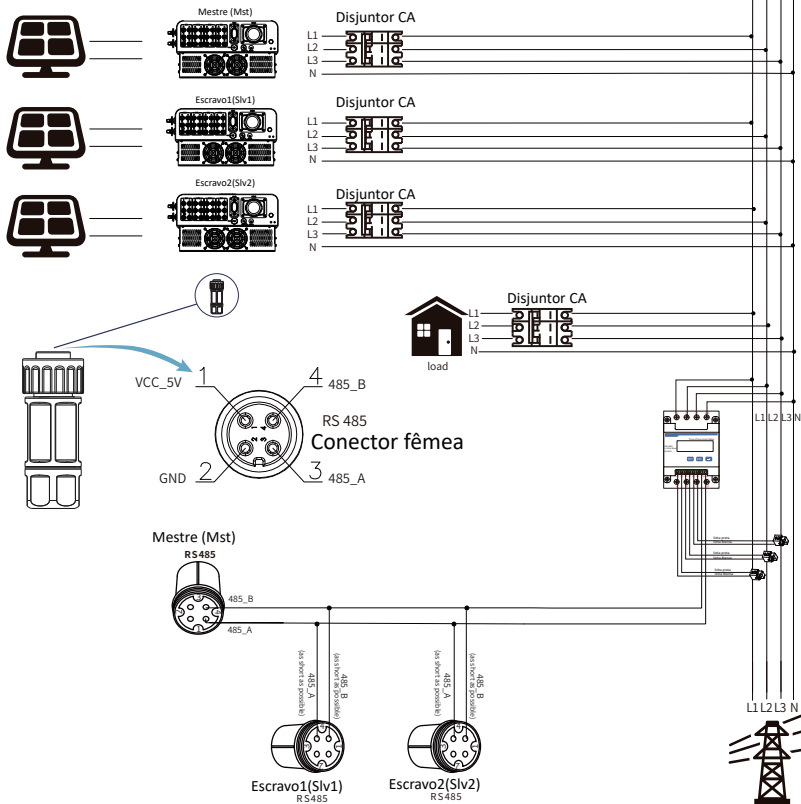 Mestre (Mst)
Disjuntor CA
L1
L2
L3
N
Escravo1(Slv1)
Disjuntor CA
L1
L2
L3
N
Escravo2(Slv2)
Disjuntor CA
L1
L2
L3
N
Disjuntor CA
L1
L2
L3
N
load
VCC_5V 1
4 485_B
RS 485
Conector fêmea
GND 2
3 485_A
1
4
2
3
L1 L2 L3 N
Mestre (Mst)
RS485
485_B
485_A
485_A
(as short as possible)
485_B
(as short as possible)
485_A
(as short as possible)
485_B
(as short as possible)
Escravo1(Slv1)
RS485
Escravo2(Slv2)
RS485
L1 L2 L3 N